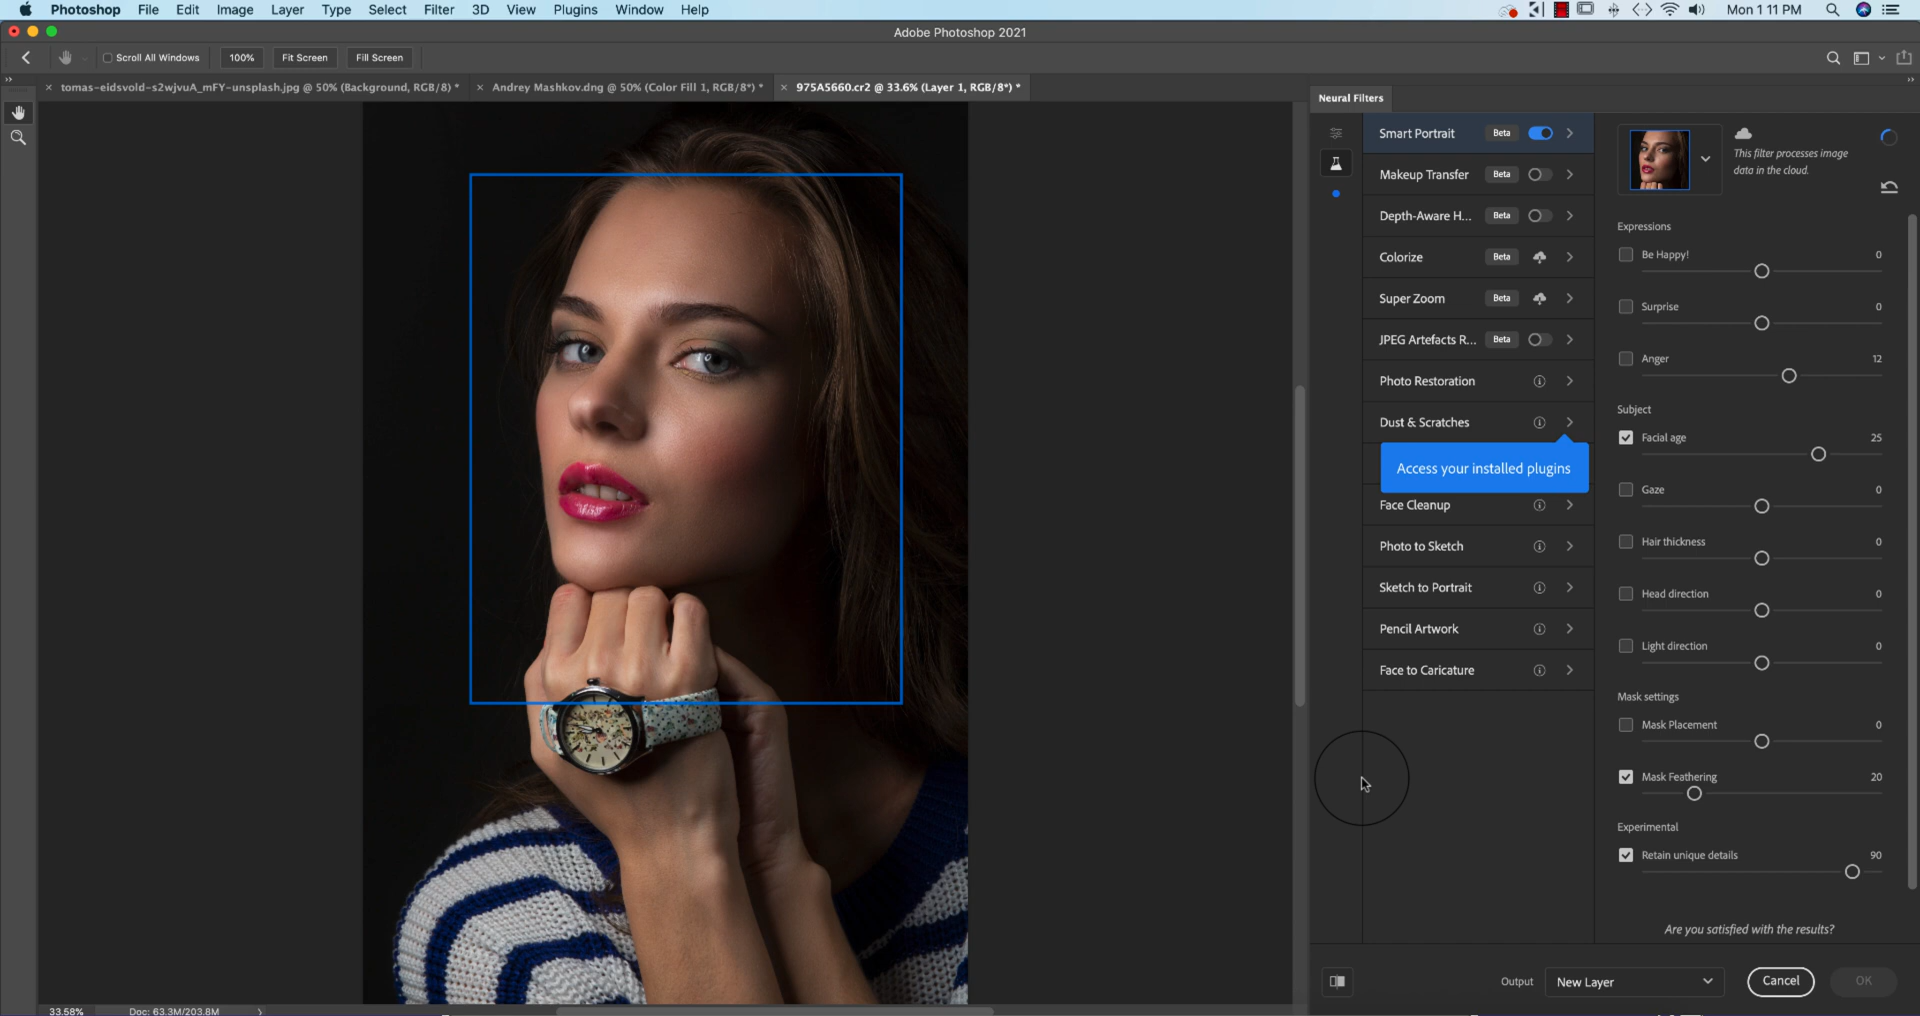 Photoshop File Edit Image Layer Type Select Filter 3D View Plugins Window Help Mon 1 11 PM
Adobe Photoshop 2021
Scroll All Windows 100% Fit Screen Fill Screen
tomas-eidsvold-s2wjvuA_mFY-unsplash.jpg @ 50% (Background, RGB/8) * Andrey Mashkov.dng @ 50% (Color Fill 1, RGB/8*) * 975A5660.cr2 @ 33.6% (Layer 1, RGB/8*) *
Neural Filters
Smart Portrait Beta
Makeup Transfer Beta
Depth-Aware H... Beta
Colorize Beta
Super Zoom Beta
JPEG Artefacts R... Beta
Photo Restoration
Dust & Scratches
Access your installed plugins
Face Cleanup
Photo to Sketch
Sketch to Portrait
Pencil Artwork
Face to Caricature
This filter processes image
data in the cloud.
Expressions
Be Happy! 0
Surprise 0
Anger 12
Subject
Facial age 25
Gaze 0
Hair thickness 0
Head direction 0
Light direction 0
Mask settings
Mask Placement 0
Mask Feathering 20
Experimental
Retain unique details 90
Are you satisfied with the results?
Output New Layer Cancel OK
33.58% Doc: 63.3M/203.8M